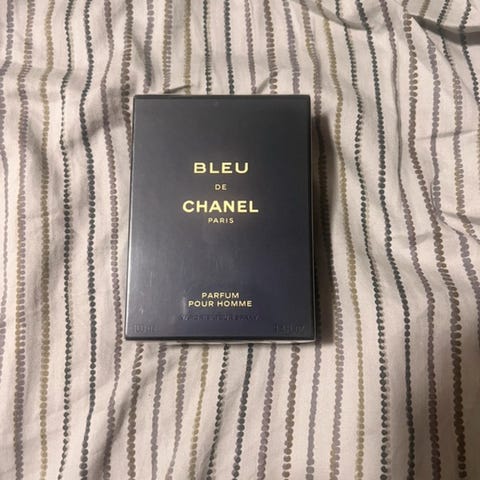 BLEU
DE
CHANEL
PARIS
PARFUM
POUR HOMME